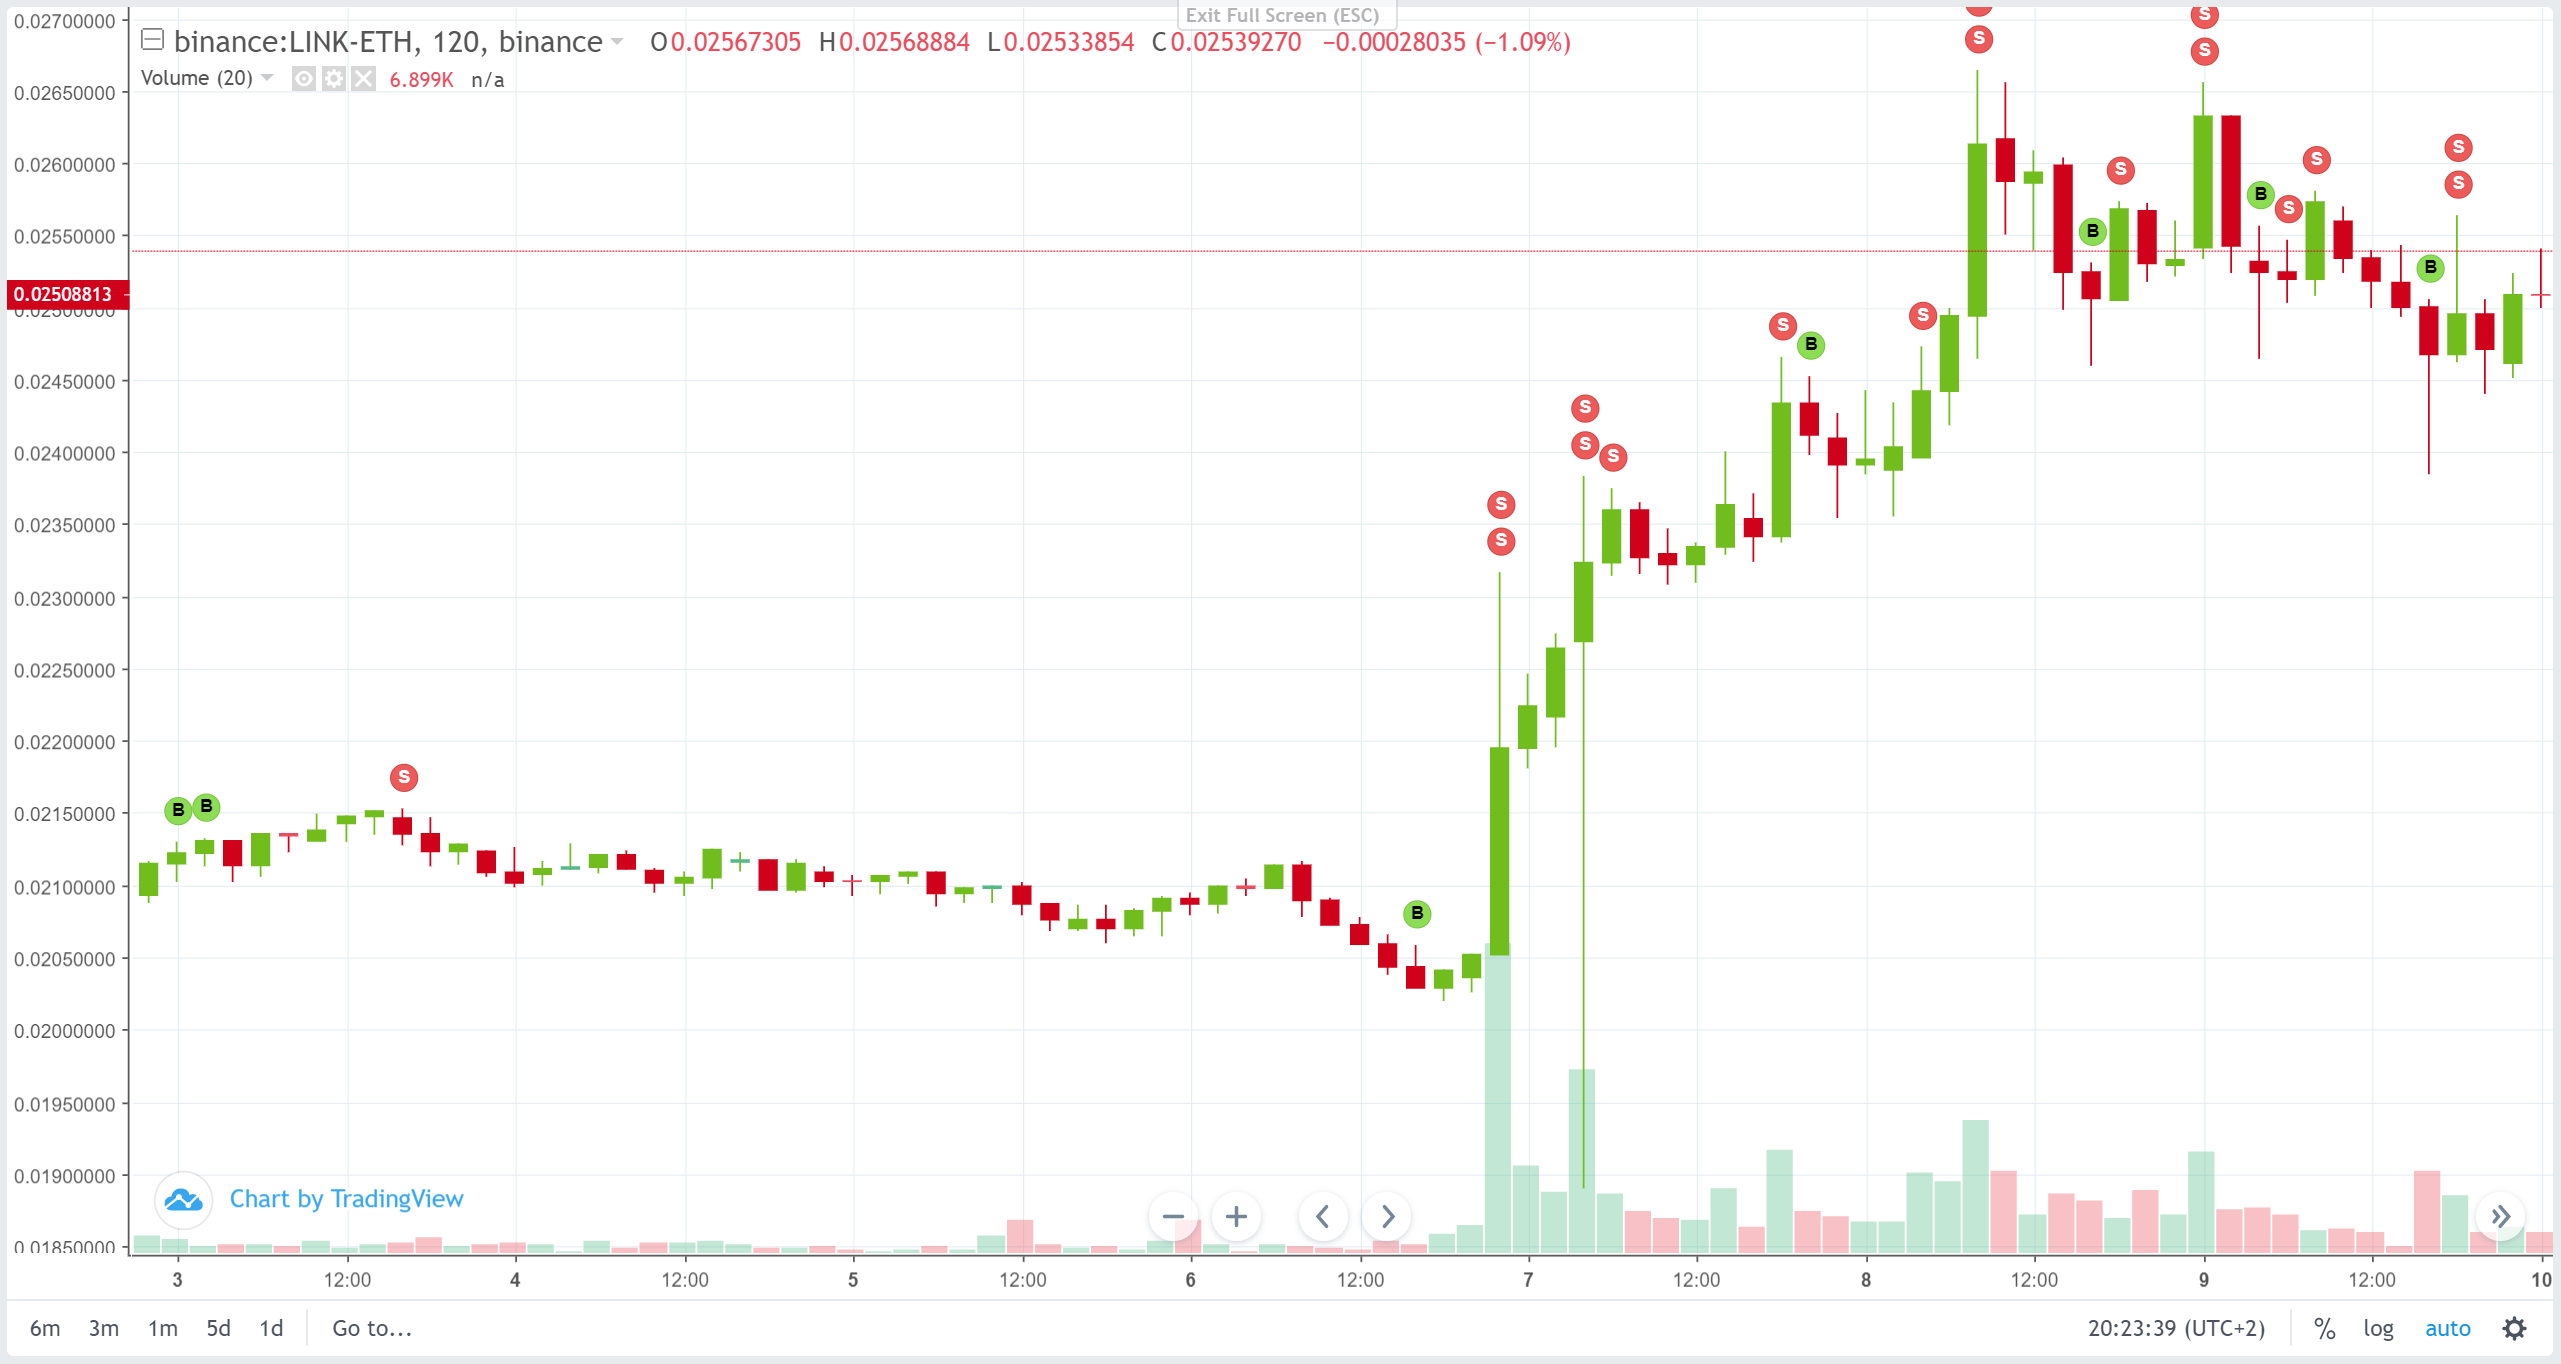 Exit Full Screen (ESC)
binance:LINK-ETH, 120, binance O0.02567305 H0.02568884 L0.02533854 C0.02539270 −0.00028035 (−1.09%)
Volume (20) 6.899K n/a
0.02700000
0.02650000
0.02600000
0.02550000
0.02508813
0.02500000
0.02450000
0.02400000
0.02350000
0.02300000
0.02250000
0.02200000
0.02150000
0.02100000
0.02050000
0.02000000
0.01950000
0.01900000
0.01850000
S S
S S
S
S
S
B
S
B
S
S
B
S
B
S
S
S
S
S
S
S
B B
B
Chart by TradingView
3 12:00 4 12:00 5 12:00 6 12:00 7 12:00 8 12:00 9 12:00 10
6m 3m 1m 5d 1d Go to... 20:23:39 (UTC+2) % log auto